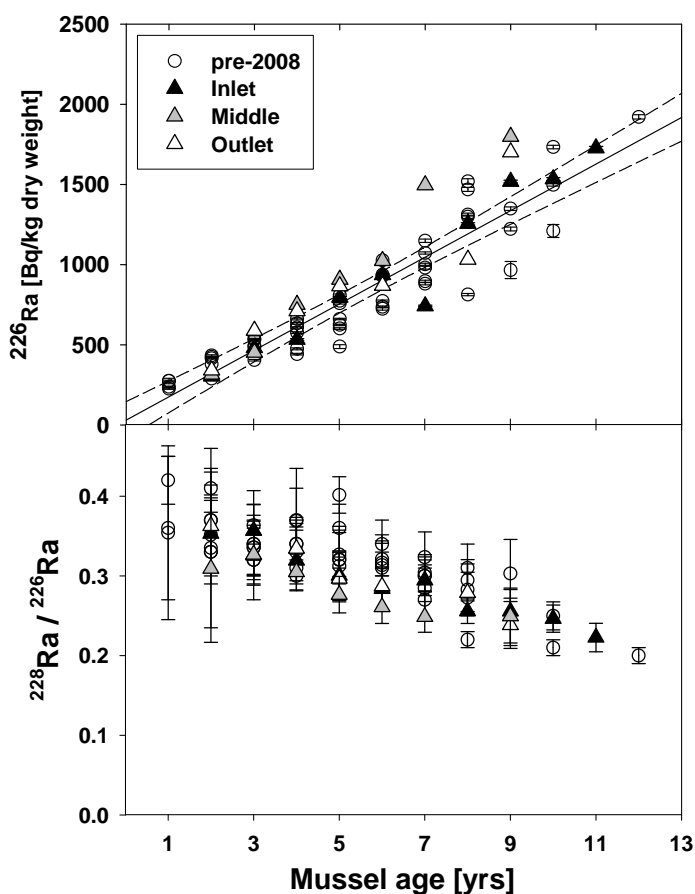 2500
2000
1500
1000
500
0
²²⁶Ra [Bq/kg dry weight]
pre-2008
Inlet
Middle
Outlet
0.4
0.3
0.2
0.1
0.0
²²⁸Ra / ²²⁶Ra
1 3 5 7 9 11 13
Mussel age [yrs]